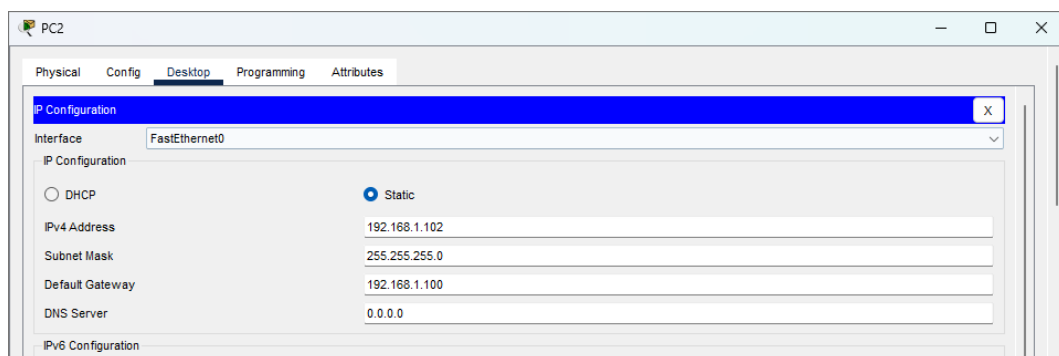 PC2
Physical Config Desktop Programming Attributes
IP Configuration X
Interface FastEthernet0
IP Configuration
DHCP Static
IPv4 Address 192.168.1.102
Subnet Mask 255.255.255.0
Default Gateway 192.168.1.100
DNS Server 0.0.0.0
IPv6 Configuration